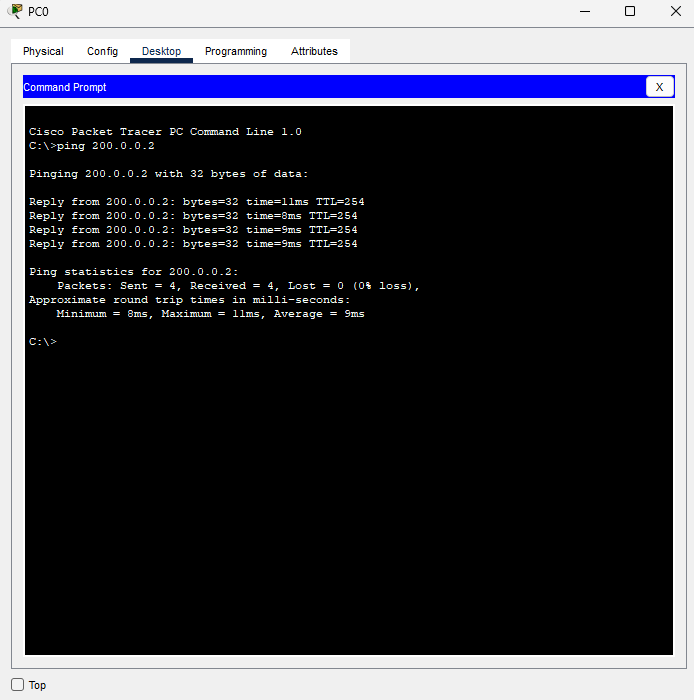 PC0
Physical Config Desktop Programming Attributes
Command Prompt
X
Cisco Packet Tracer PC Command Line 1.0
C:\>ping 200.0.0.2
Pinging 200.0.0.2 with 32 bytes of data:
Reply from 200.0.0.2: bytes=32 time=11ms TTL=254
Reply from 200.0.0.2: bytes=32 time=8ms TTL=254
Reply from 200.0.0.2: bytes=32 time=9ms TTL=254
Reply from 200.0.0.2: bytes=32 time=9ms TTL=254
Ping statistics for 200.0.0.2:
Packets: Sent = 4, Received = 4, Lost = 0 (0% loss),
Approximate round trip times in milli-seconds:
Minimum = 8ms, Maximum = 11ms, Average = 9ms
C:\>
Top